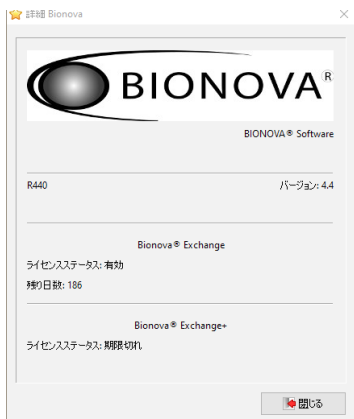 詳細 Bionova
BIONOVA®
BIONOVA® Software
R440 バージョン: 4.4
Bionova® Exchange
ライセンスステータス: 有効
残り日数: 186
Bionova® Exchange+
ライセンスステータス: 期限切れ
閉じる